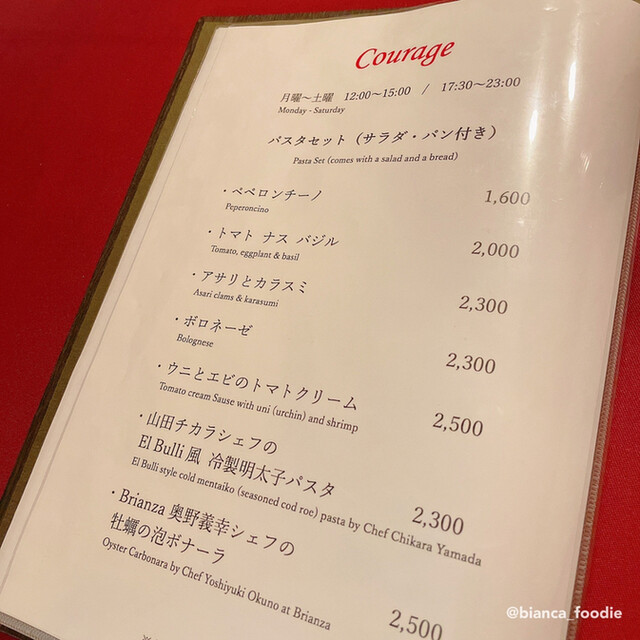 Courage
月曜～土曜 12:00～15:00 / 17:30～23:00
Monday - Saturday
パスタセット（サラダ・パン付き）
Pasta Set (comes with a salad and a bread)
・ペペロンチーノ 1,600
Peperoncino
・トマト ナス バジル 2,000
Tomato, eggplant & basil
・アサリとカラスミ 2,300
Asari clams & karasumi
・ボロネーゼ 2,300
Bolognese
・ウニとエビのトマトクリーム 2,500
Tomato cream Sause with uni (urchin) and shrimp
・山田チカラシェフの
El Bulli風 冷製明太子パスタ 2,300
El Bulli style cold mentaiko (seasoned cod roe) pasta by Chef Chikara Yamada
・Brianza 奥野義幸シェフの
牡蠣の泡ボナーラ 2,500
Oyster Carbonara by Chef Yoshiyuki Okuno at Brianza
@bianca_foodie